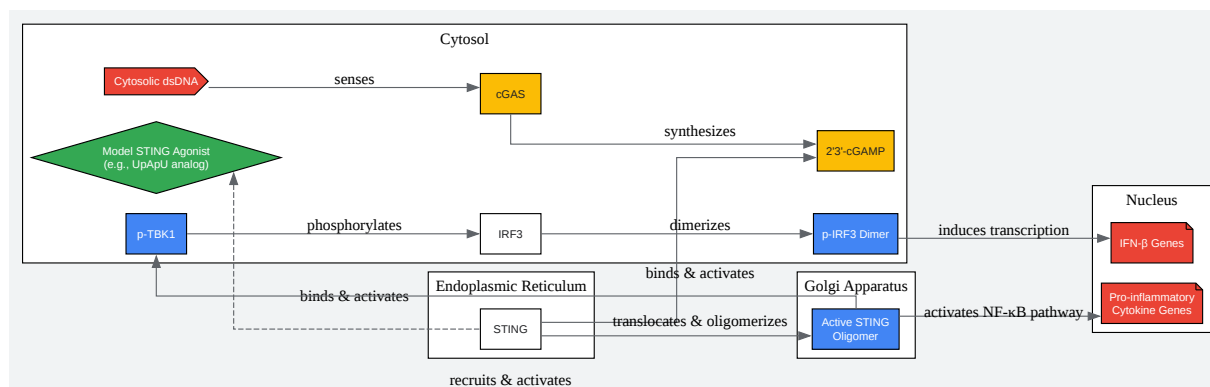 Cytosol
Cytosolic dsDNA
senses
cGAS
synthesizes
2'3'-cGAMP
Model STING Agonist
(e.g., UpApU analog)
p-TBK1
phosphorylates
IRF3
dimerizes
p-IRF3 Dimer
induces transcription
Nucleus
IFN-β Genes
binds & activates
Endoplasmic Reticulum
Golgi Apparatus
binds & activates
Pro-inflammatory
Cytokine Genes
STING
translocates & oligomerizes
Active STING
Oligomer
activates NF-κB pathway
recruits & activates